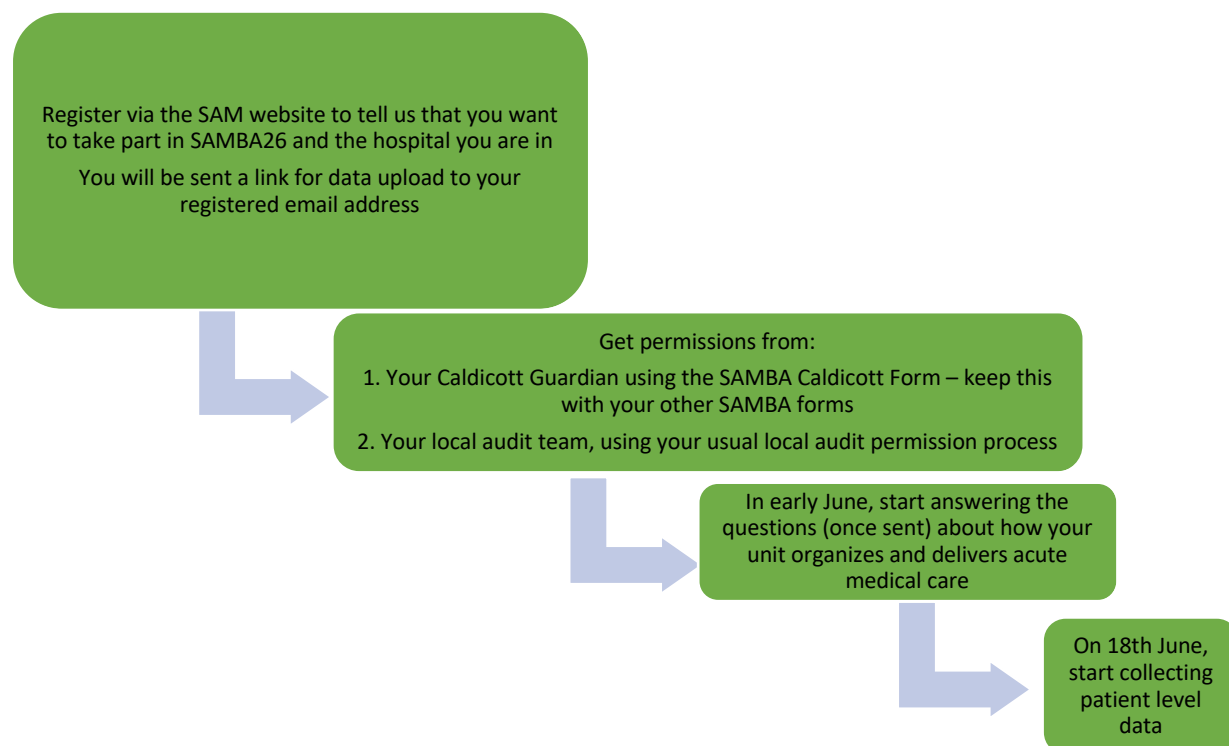 Register via the SAM website to tell us that you want
to take part in SAMBA26 and the hospital you are in
You will be sent a link for data upload to your
registered email address
Get permissions from:
1. Your Caldicott Guardian using the SAMBA Caldicott Form – keep this
with your other SAMBA forms
2. Your local audit team, using your usual local audit permission process
In early June, start answering the
questions (once sent) about how your
unit organizes and delivers acute
medical care
On 18th June,
start collecting
patient level
data